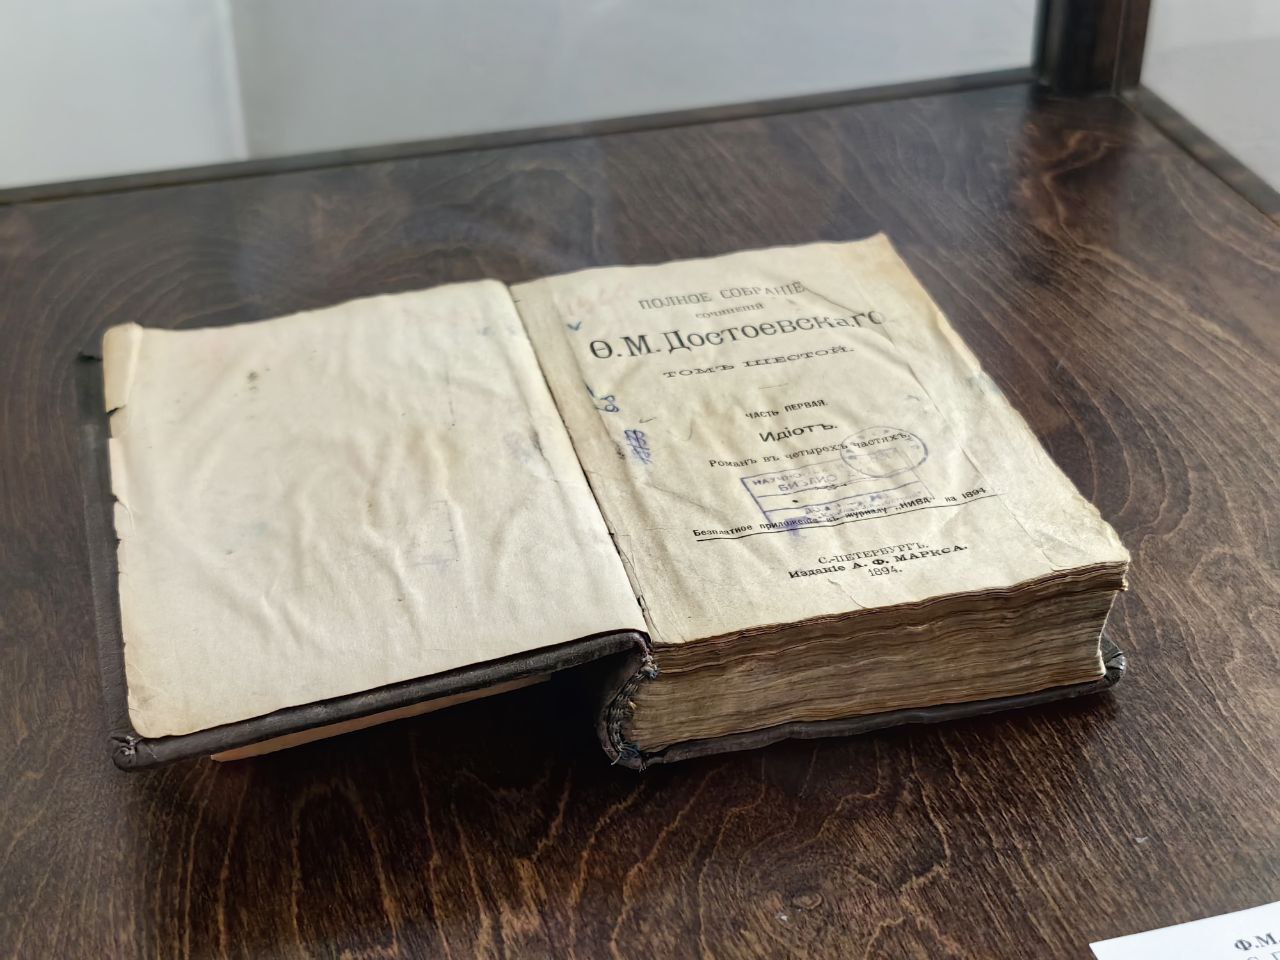 ПОЛНОЕ СОБРАНІЕ
СОЧИНЕНІЙ
Ѳ. М. Достоевскаго.
ТОМЪ ШЕСТОЙ.
ЧАСТЬ ПЕРВАЯ.
Идіотъ.
Романъ въ четырехъ частяхъ.
Безплатное приложеніе къ журналу „НИВА“ на 1894
С.-ПЕТЕРБУРГЪ.
Изданіе А. Ф. МАРКСА.
1894.
Ф.М.